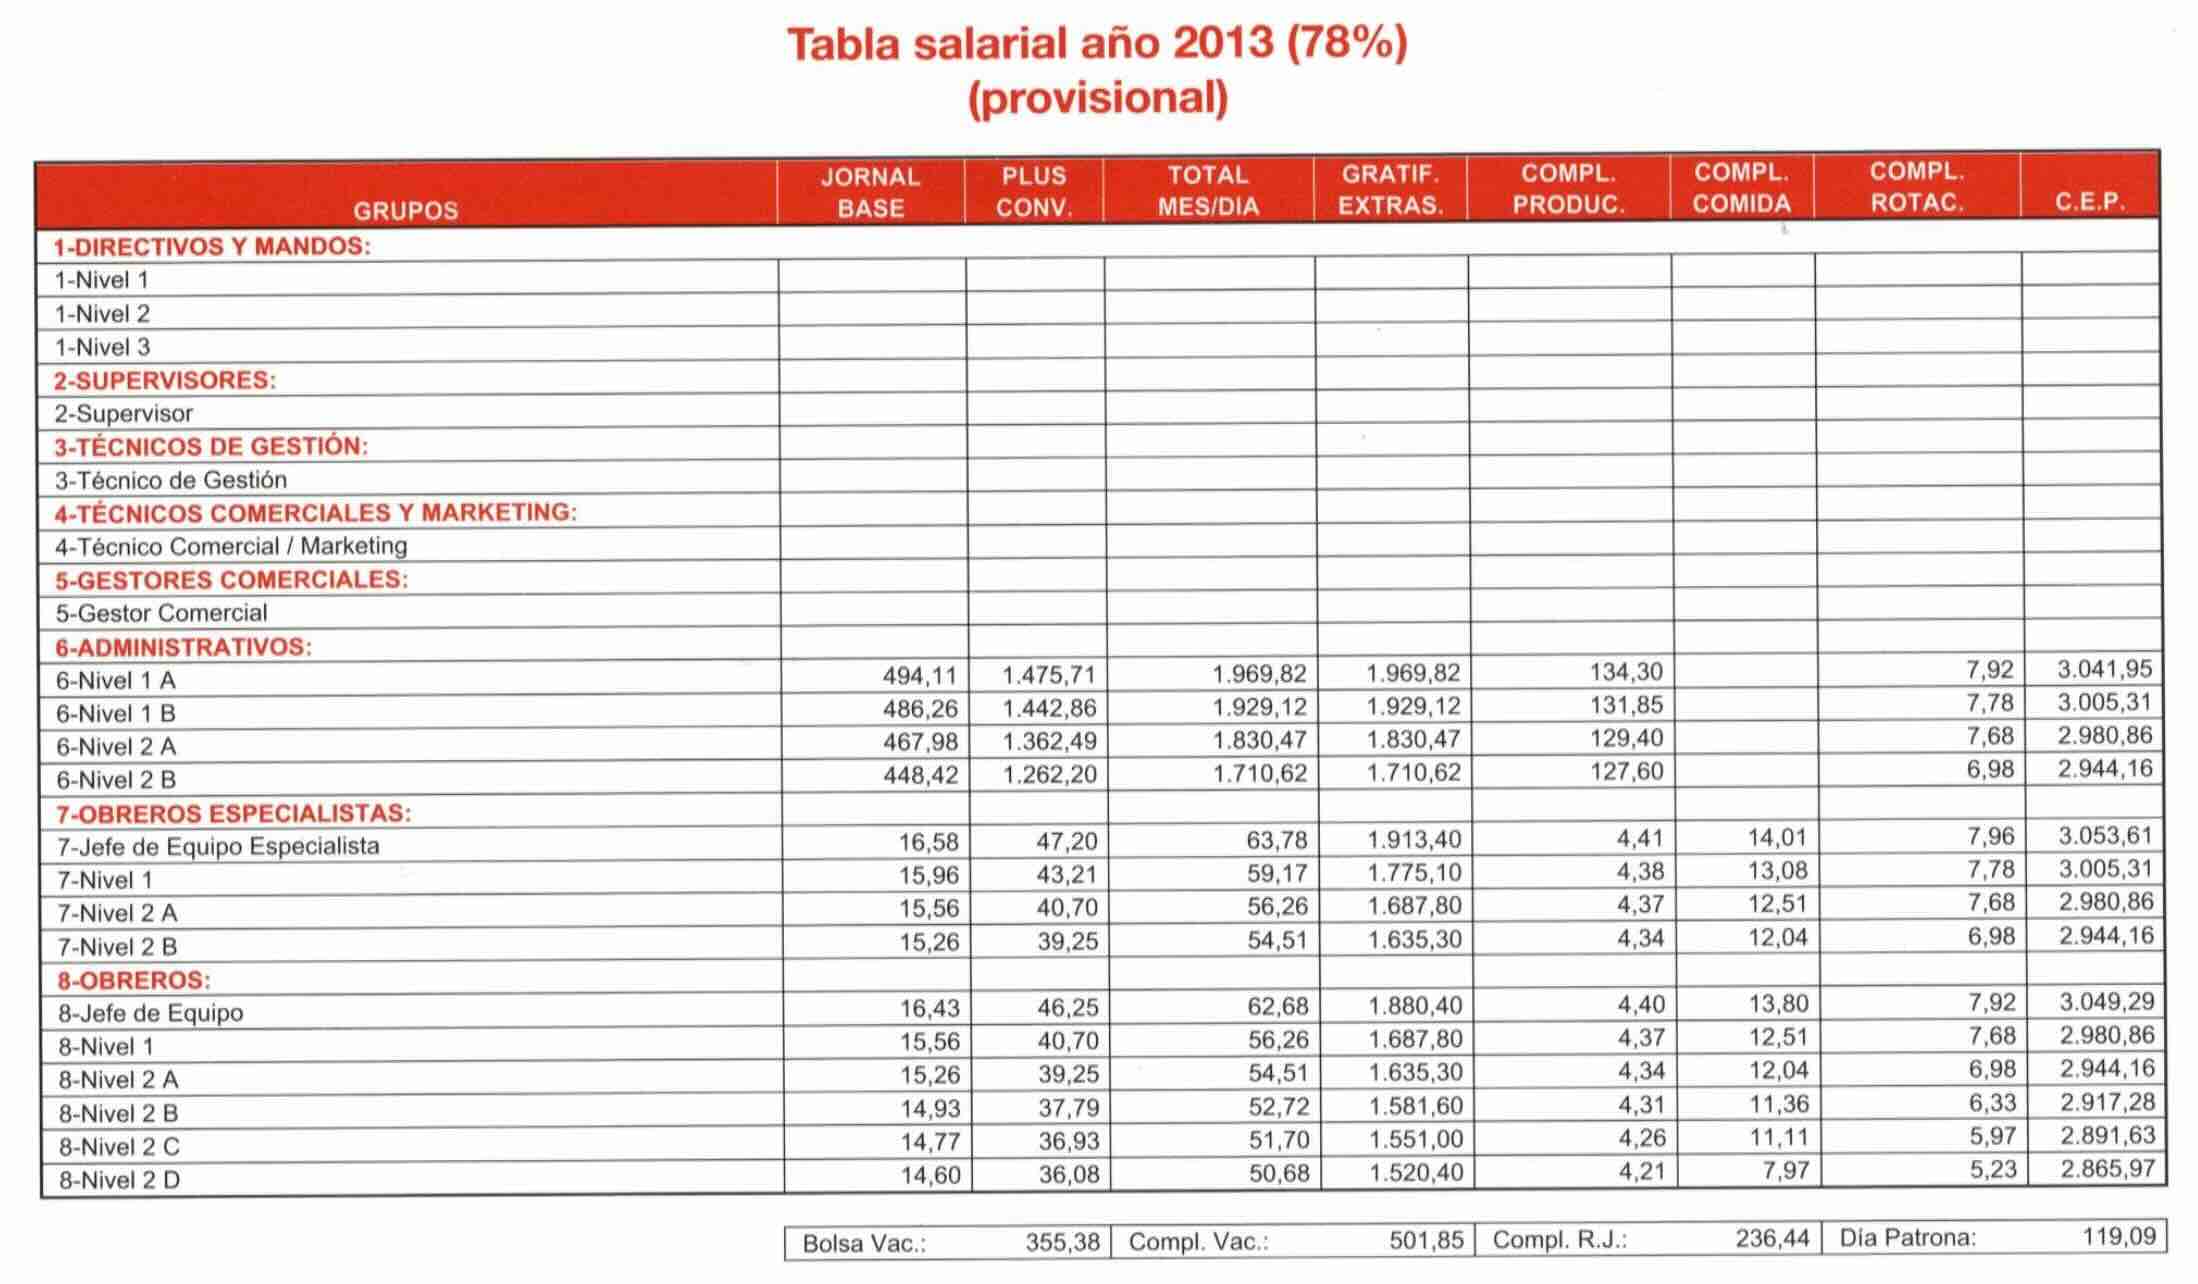 Tabla salarial año 2013 (78%)
(provisional)
GRUPOS JORNAL BASE PLUS CONV. TOTAL MES/DIA GRATIF. EXTRAS. COMPL. PRODUC. COMPL. COMIDA COMPL. ROTAC. C.E.P.
1-DIRECTIVOS Y MANDOS:
1-Nivel 1
1-Nivel 2
1-Nivel 3
2-SUPERVISORES:
2-Supervisor
3-TÉCNICOS DE GESTIÓN:
3-Técnico de Gestión
4-TÉCNICOS COMERCIALES Y MARKETING:
4-Técnico Comercial / Marketing
5-GESTORES COMERCIALES:
5-Gestor Comercial
6-ADMINISTRATIVOS:
6-Nivel 1 A 494,11 1.475,71 1.969,82 1.969,82 134,30 7,92 3.041,95
6-Nivel 1 B 486,26 1.442,86 1.929,12 1.929,12 131,85 7,78 3.005,31
6-Nivel 2 A 467,98 1.362,49 1.830,47 1.830,47 129,40 7,68 2.980,86
6-Nivel 2 B 448,42 1.262,20 1.710,62 1.710,62 127,60 6,98 2.944,16
7-OBREROS ESPECIALISTAS:
7-Jefe de Equipo Especialista 16,58 47,20 63,78 1.913,40 4,41 14,01 7,96 3.053,61
7-Nivel 1 15,96 43,21 59,17 1.775,10 4,38 13,08 7,78 3.005,31
7-Nivel 2 A 15,56 40,70 56,26 1.687,80 4,37 12,51 7,68 2.980,86
7-Nivel 2 B 15,26 39,25 54,51 1.635,30 4,34 12,04 6,98 2.944,16
8-OBREROS:
8-Jefe de Equipo 16,43 46,25 62,68 1.880,40 4,40 13,80 7,92 3.049,29
8-Nivel 1 15,56 40,70 56,26 1.687,80 4,37 12,51 7,68 2.980,86
8-Nivel 2 A 15,26 39,25 54,51 1.635,30 4,34 12,04 6,98 2.944,16
8-Nivel 2 B 14,93 37,79 52,72 1.581,60 4,31 11,36 6,33 2.917,28
8-Nivel 2 C 14,77 36,93 51,70 1.551,00 4,26 11,11 5,97 2.891,63
8-Nivel 2 D 14,60 36,08 50,68 1.520,40 4,21 7,97 5,23 2.865,97
Bolsa Vac.: 355,38 Compl. Vac.: 501,85 Compl. R.J.: 236,44 Día Patrona: 119,09